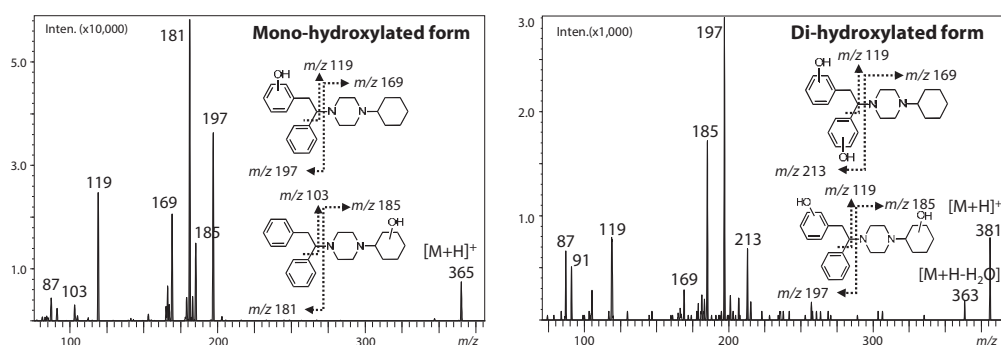 Inten. (x10,000)
Mono-hydroxylated form
181
5.0
OH
m/z 119
m/z 169
N
N
197
3.0
m/z 197
119
169
185
m/z 103
m/z 185
OH
N
N
[M+H]+
365
1.0
87
103
m/z 181
100
200
300
m/z
3.0
Inten.(x1,000)
Di-hydroxylated form
197
OH
m/z 119
m/z 169
N
N
2.0
185
OH
m/z 213
m/z 119
m/z 185
HO
OH
N
N
[M+H]+
1.0
381
87
119
91
213
[M+H-H2O]
363
169
m/z 197
100
200
300
m/z